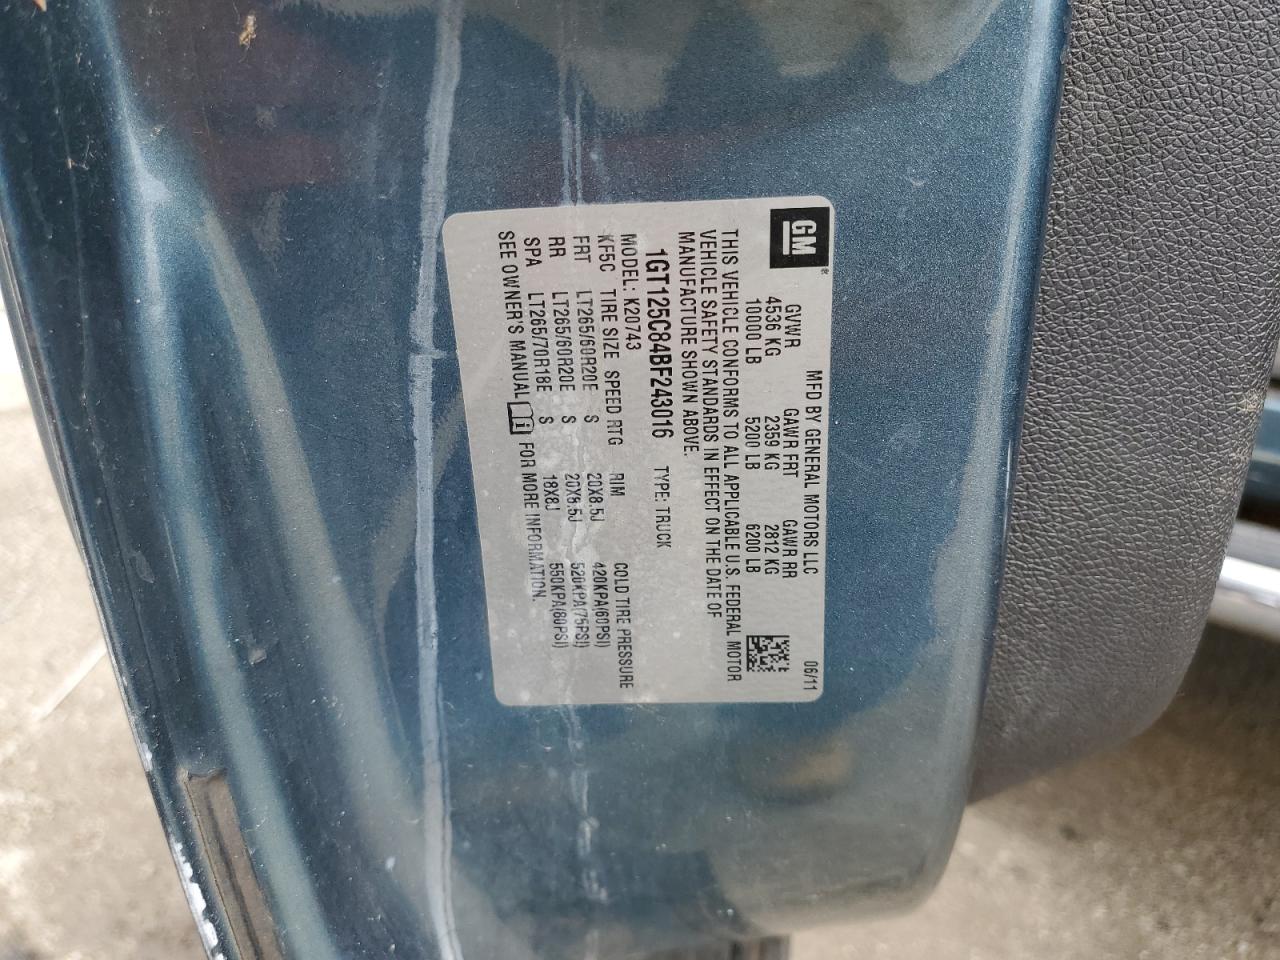 GM
®
MFD BY GENERAL MOTORS LLC 06/11
GVWR GAWR FRT GAWR RR
4536 KG 2359 KG 2812 KG
10000 LB 5200 LB 6200 LB
THIS VEHICLE CONFORMS TO ALL APPLICABLE U.S. FEDERAL MOTOR
VEHICLE SAFETY STANDARDS IN EFFECT ON THE DATE OF
MANUFACTURE SHOWN ABOVE.
1GT125C84BF243016 TYPE: TRUCK
MODEL: K20743
KF5C TIRE SIZE SPEED RTG RIM COLD TIRE PRESSURE
FRT LT265/60R20E S 20X8.5J 420KPA(60PSI)
RR LT265/60R20E S 20X8.5J 520KPA(75PSI)
SPA LT265/70R18E S 18X8J 550KPA(80PSI)
SEE OWNER'S MANUAL FOR MORE INFORMATION.